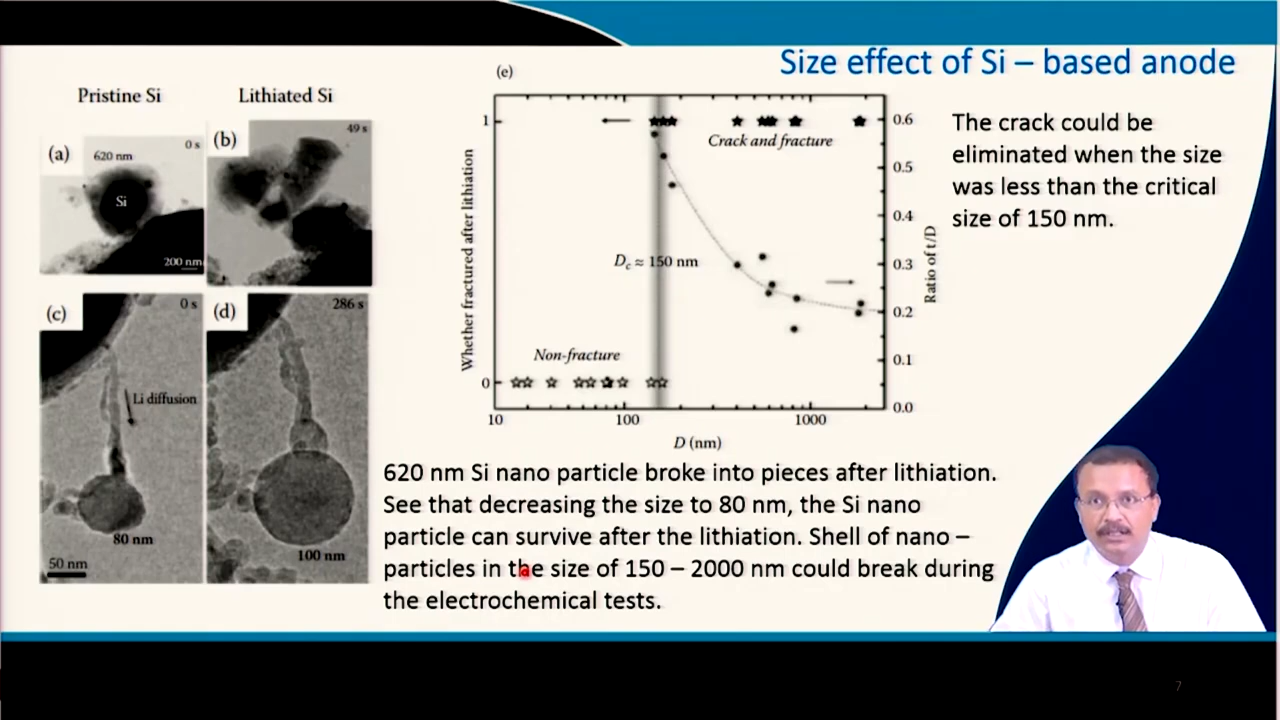 Size effect of Si – based anode
Pristine Si
Lithiated Si
(a)
620 nm
0 s
Si
200 nm
(b)
49 s
(c)
0 s
Li diffusion
80 nm
50 nm
(d)
286 s
100 nm
(e)
Whether fractured after lithiation
1
0
Crack and fracture
D_c ≈ 150 nm
Non-fracture
10
100
1000
D (nm)
0.6
0.5
0.4
0.3
0.2
0.1
0.0
Ratio of t/D
The crack could be
eliminated when the size
was less than the critical
size of 150 nm.
620 nm Si nano particle broke into pieces after lithiation.
See that decreasing the size to 80 nm, the Si nano
particle can survive after the lithiation. Shell of nano –
particles in the size of 150 – 2000 nm could break during
the electrochemical tests.
7